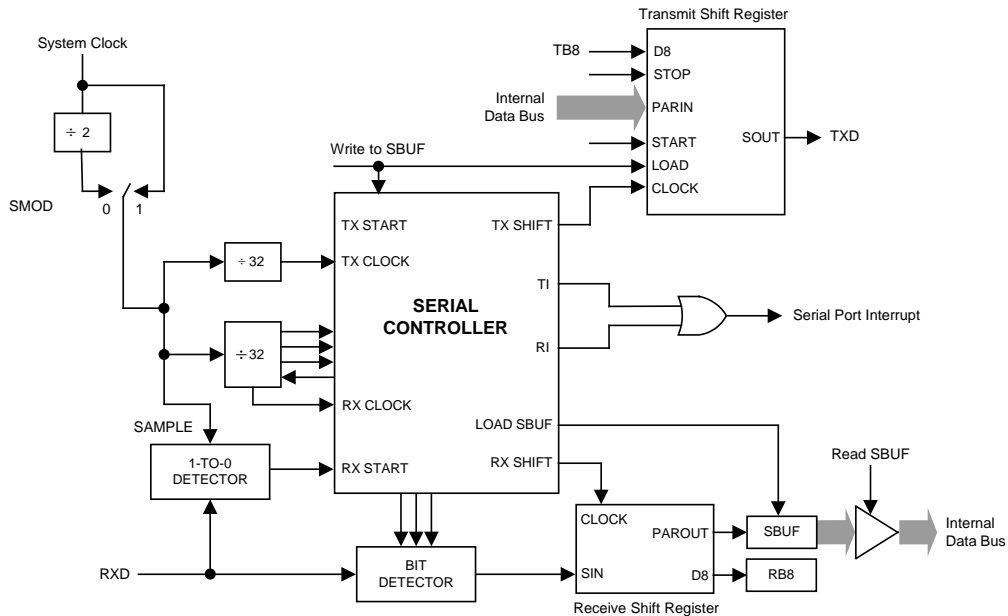 Transmit Shift Register
System Clock
TB8
D8
STOP
Internal
Data Bus
PARIN
÷ 2
START
SOUT
TXD
Write to SBUF
LOAD
CLOCK
SMOD
0
1
TX START
TX SHIFT
÷ 32
TX CLOCK
TI
SERIAL
CONTROLLER
Serial Port Interrupt
÷ 32
RI
RX CLOCK
SAMPLE
LOAD SBUF
1-TO-0
DETECTOR
RX START
RX SHIFT
Read SBUF
CLOCK
PAROUT
SBUF
Internal
Data Bus
RXD
BIT
DETECTOR
SIN
D8
RB8
Receive Shift Register